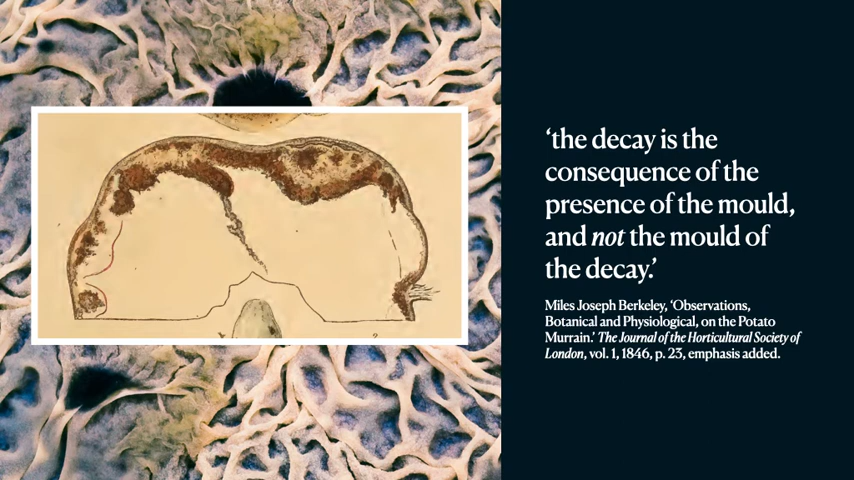 ‘the decay is the
consequence of the
presence of the mould,
and not the mould of
the decay.’
Miles Joseph Berkeley, ‘Observations,
Botanical and Physiological, on the Potato
Murrain.’ The Journal of the Horticultural Society of
London, vol. 1, 1846, p. 23, emphasis added.